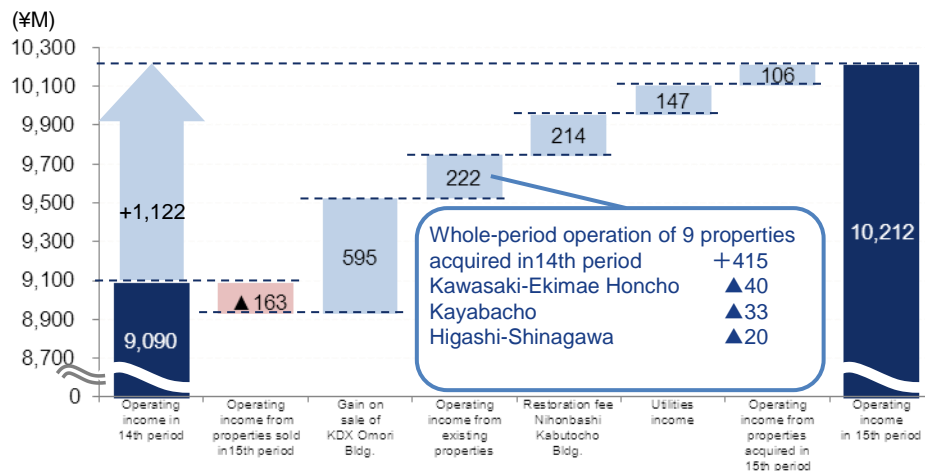 (¥M)
10,300
10,100
9,900
9,700
9,500
9,300
9,100
8,900
8,700
0
+1,122
9,090
▲163
595
222
214
147
106
10,212
Whole-period operation of 9 properties
acquired in14th period +415
Kawasaki-Ekimae Honcho ▲40
Kayabacho ▲33
Higashi-Shinagawa ▲20
Operating
income in
14th period
Operating
income from
properties sold
in15th period
Gain on
sale of
KDX Omori
Bldg.
Operating
income from
existing
properties
Restoration fee
Nihonbashi
Kabutocho
Bldg.
Utilities
income
Operating
income from
properties
acquired in
15th period
Operating
income
in 15th period